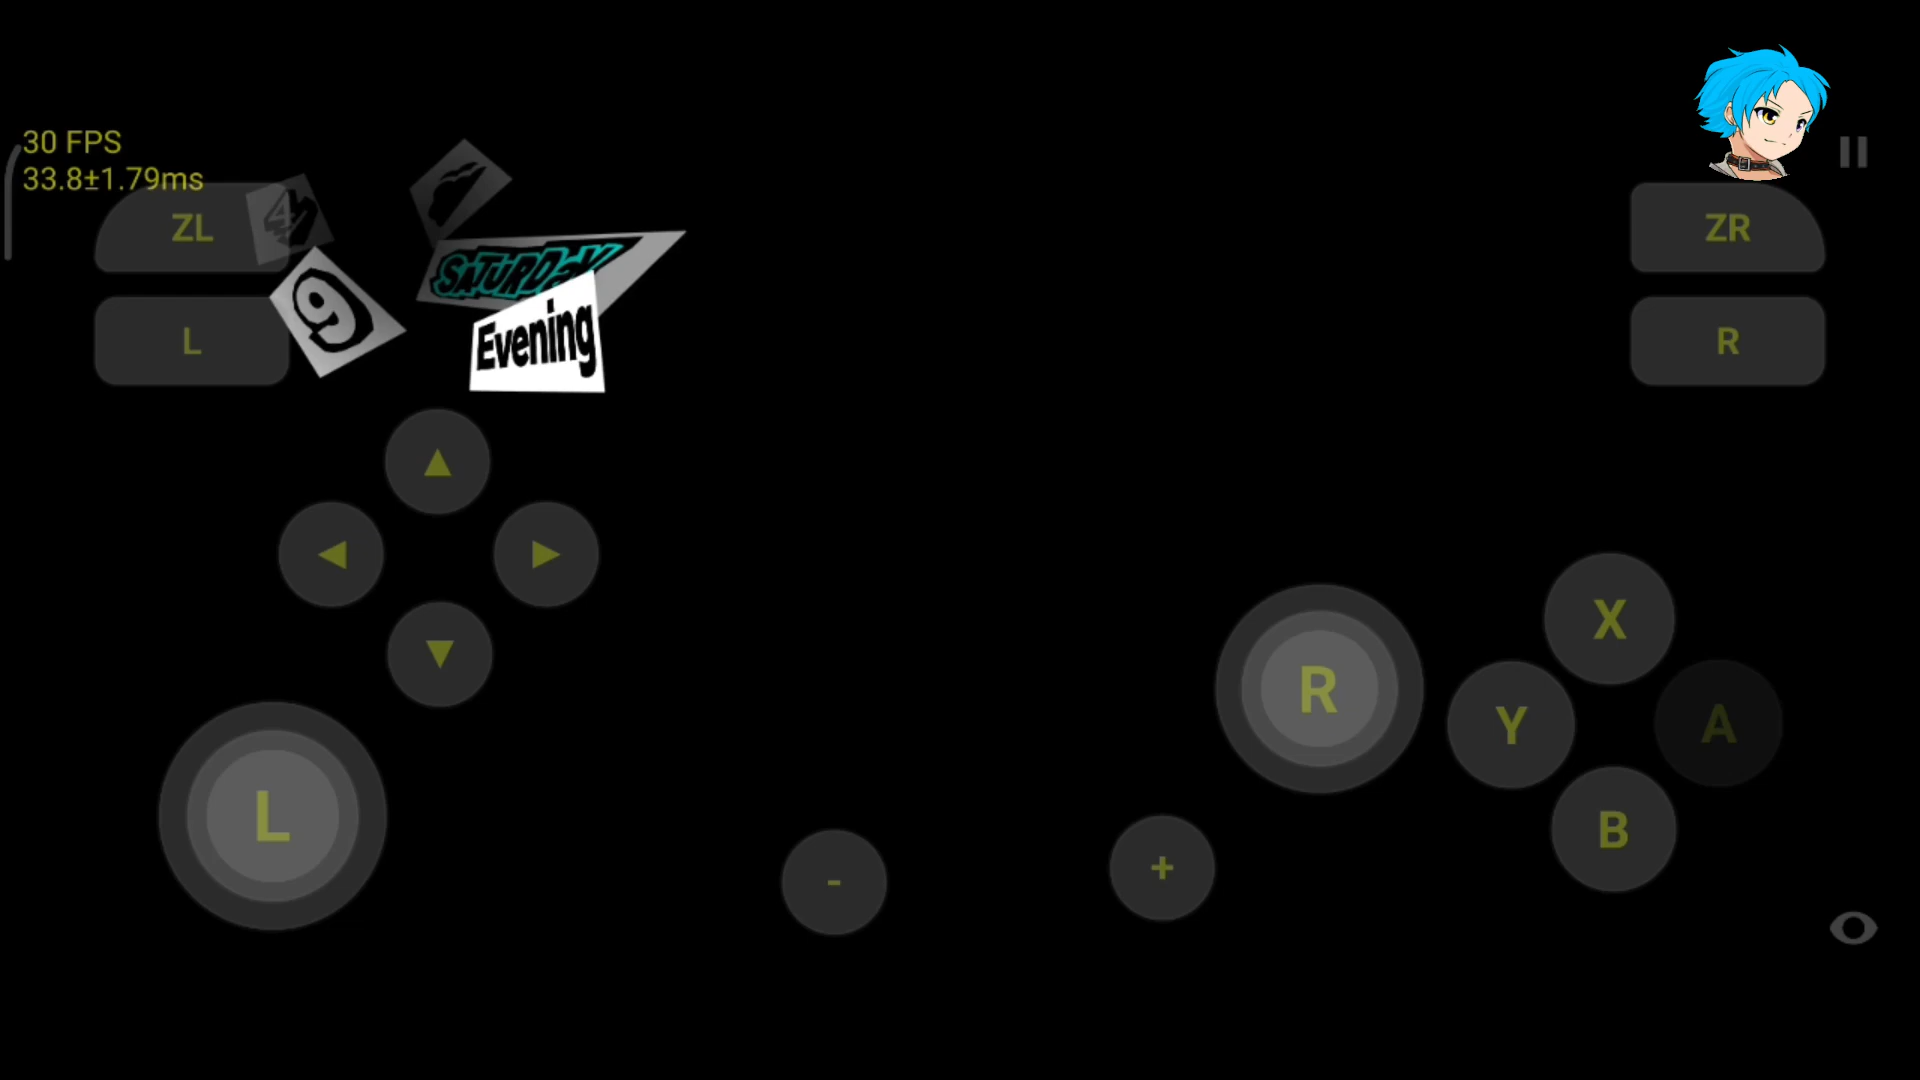 30 FPS
33.8±1.79ms
ZL
4
9
SATURDAY
Evening
L
ZR
R
L
R
X
Y
A
B
-
+